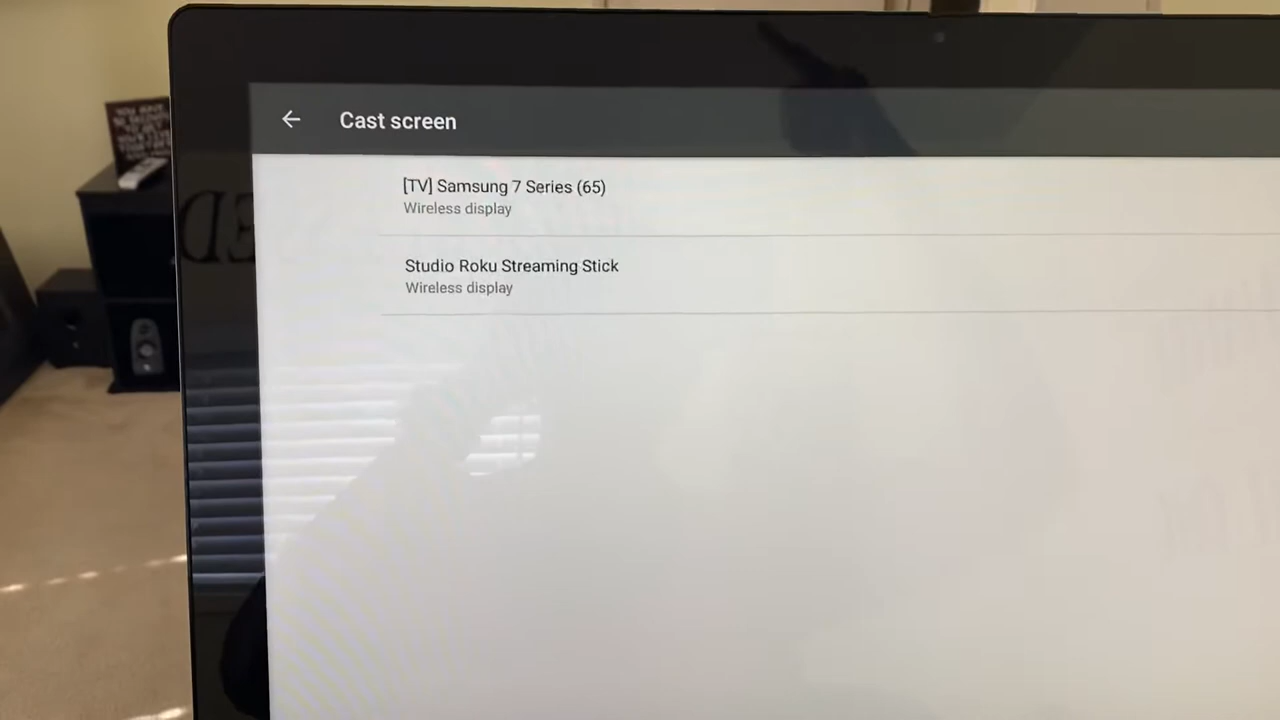 Cast screen
[TV] Samsung 7 Series (65)
Wireless display
Studio Roku Streaming Stick
Wireless display